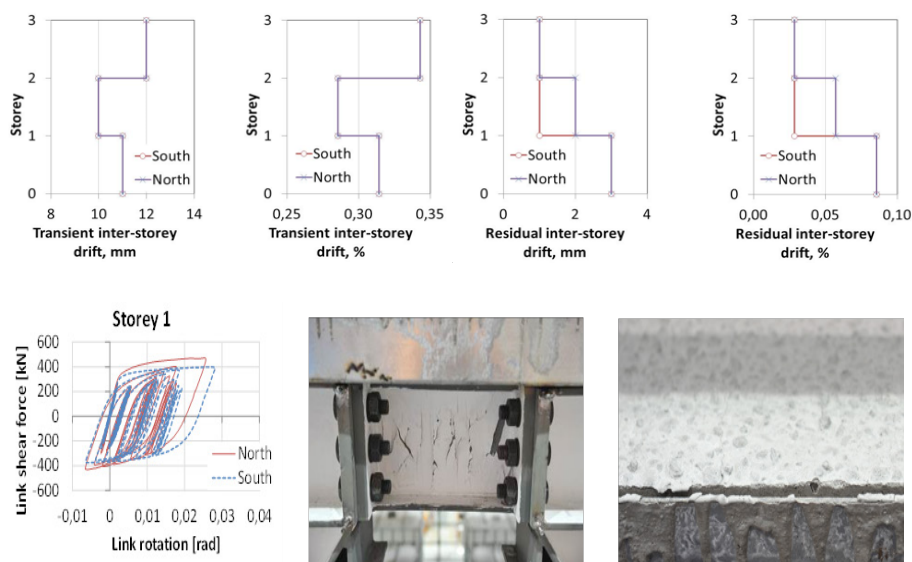 3
2
1
0
Storey
South
North
8 10 12 14
Transient inter-storey
drift, mm
3
2
1
0
Storey
South
North
0,25 0,30 0,35
Transient inter-storey
drift, %
3
2
1
0
Storey
South
North
0 2 4
Residual inter-storey
drift, mm
3
2
1
0
Storey
South
North
0,00 0,05 0,10
Residual inter-storey
drift, %
Storey 1
600
400
200
0
-200
-400
-600
Link shear force [kN]
North
South
-0,01 0 0,01 0,02 0,03 0,04
Link rotation [rad]